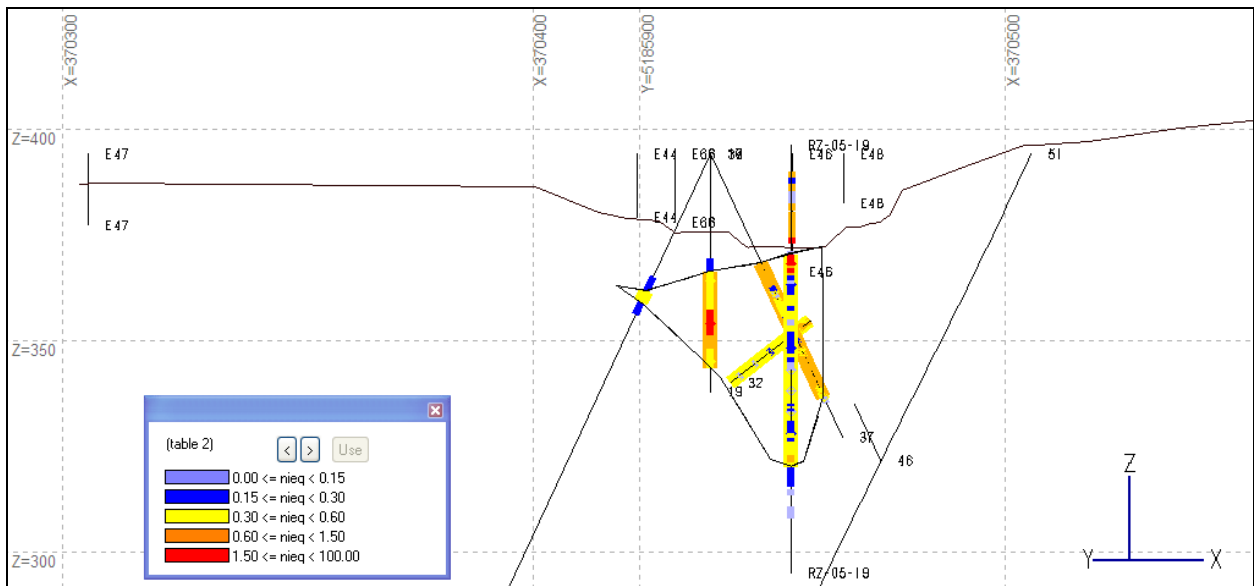 X=370300
X=370400
Y=5185900
X=370500
Z=400
RZ-05-19
E47
E44
E66
E46
E48
51
E47
E44
E66
E48
E46
Z=350
32
19
37
46
(table 2)
< > Use
0.00 <= nieq < 0.15
0.15 <= nieq < 0.30
0.30 <= nieq < 0.60
0.60 <= nieq < 1.50
1.50 <= nieq < 100.00
Z
Y
X
Z=300
RZ-05-19